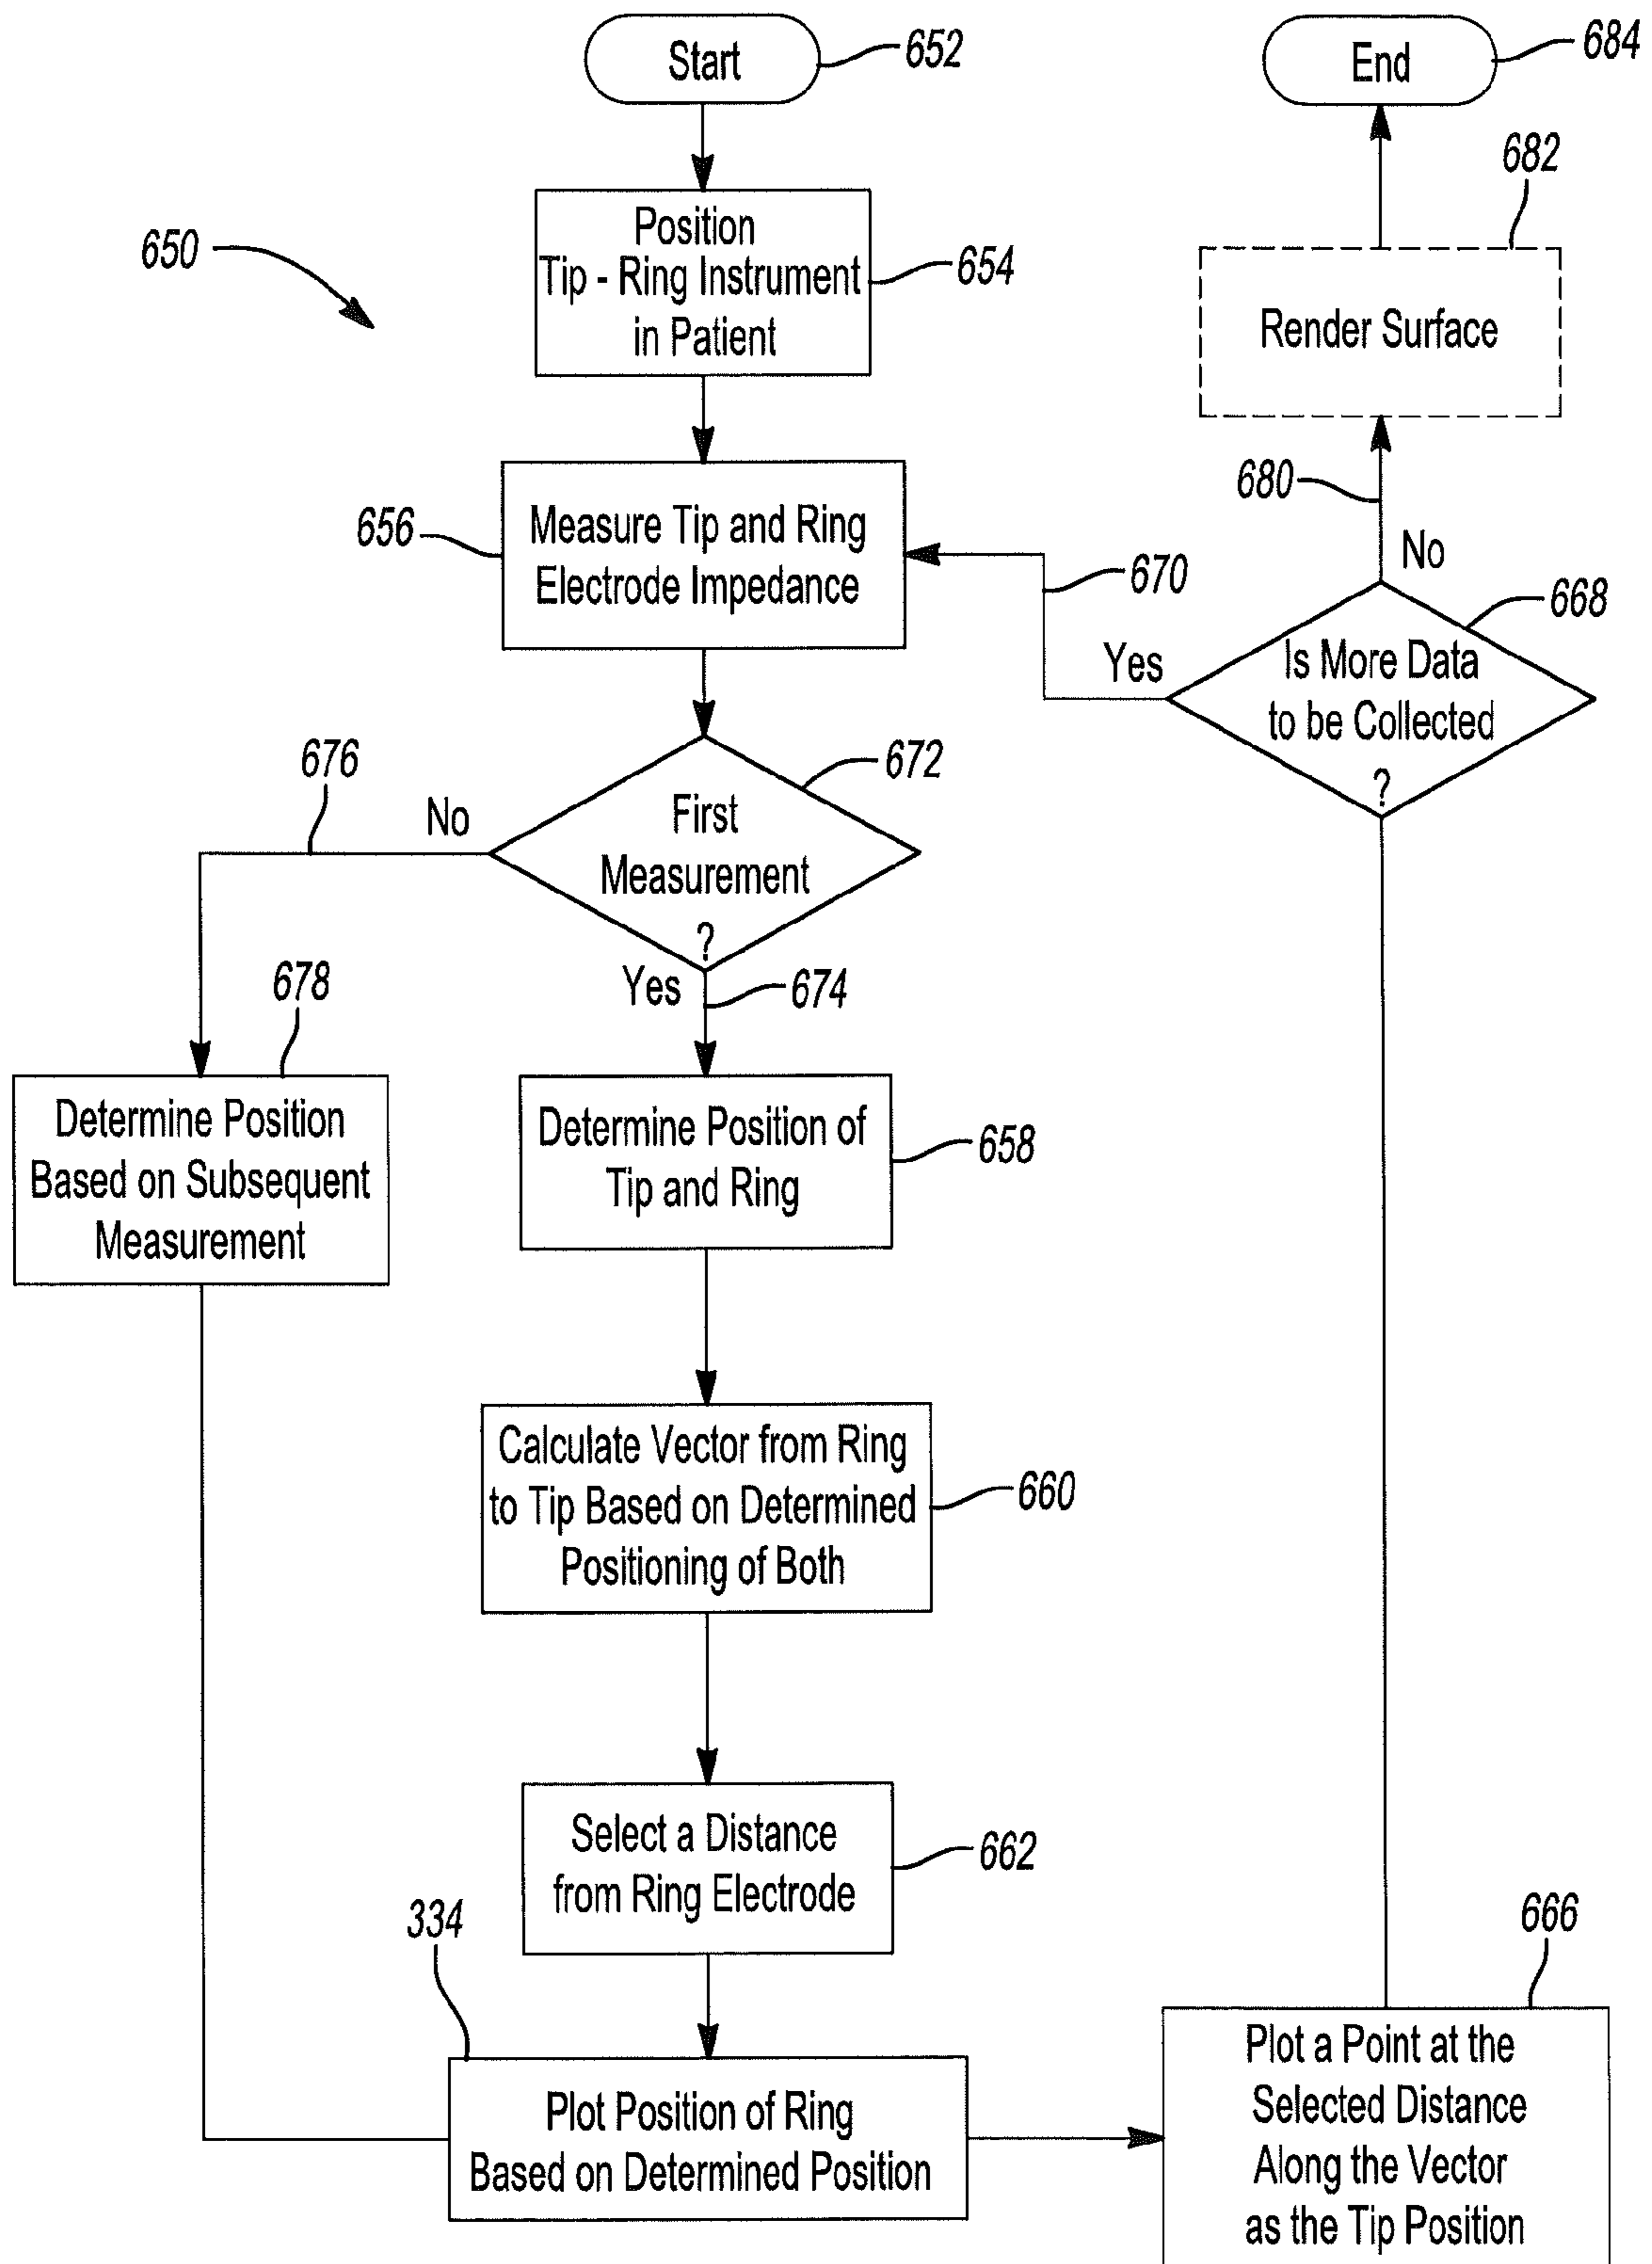 Start
652
650
Position
Tip - Ring Instrument
in Patient
654
656
Measure Tip and Ring
Electrode Impedance
670
672
First
Measurement
?
No
676
678
Determine Position
Based on Subsequent
Measurement
Yes
674
Determine Position of
Tip and Ring
658
Calculate Vector from Ring
to Tip Based on Determined
Positioning of Both
660
Select a Distance
from Ring Electrode
662
334
Plot Position of Ring
Based on Determined Position
666
Plot a Point at the
Selected Distance
Along the Vector
as the Tip Position
668
Is More Data
to be Collected
?
Yes
No
680
682
Render Surface
End
684